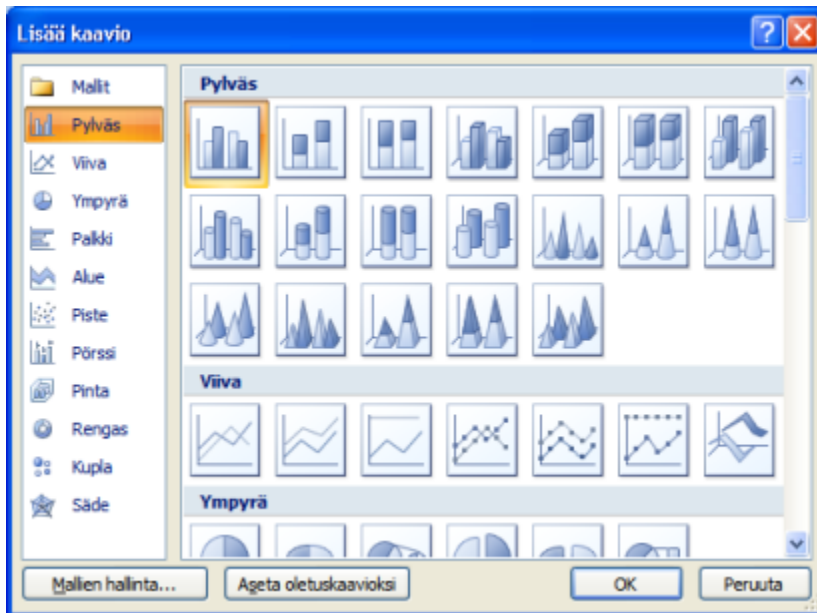 Lisää kaavio
Mallit
Pylväs
Viiva
Ympyrä
Palkki
Alue
Piste
Pörssi
Pinta
Rengas
Kupla
Säde
Pylväs
Viiva
Ympyrä
Mallien hallinta...
Aseta oletuskaavioksi
OK
Peruuta